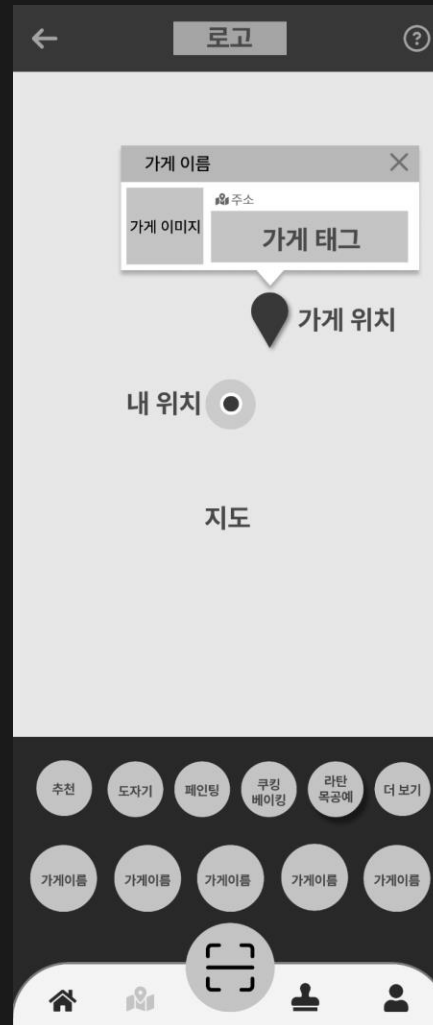 로고
?
가게 이름
가게 이미지
주소
가게 태그
가게 위치
내 위치
지도
추천
도자기
페인팅
쿠킹
베이킹
라탄
목공예
더 보기
가게이름
가게이름
가게이름
가게이름
가게이름